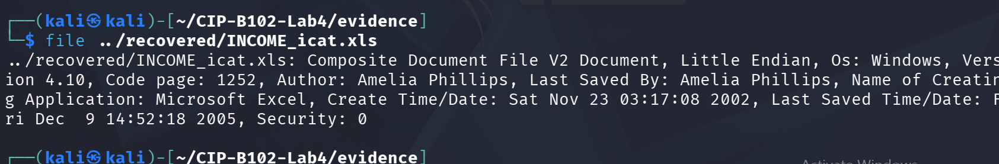 ┌──(kali㉿kali)-[~/CIP-B102-Lab4/evidence]
└─$ file ../recovered/INCOME_icat.xls
../recovered/INCOME_icat.xls: Composite Document File V2 Document, Little Endian, Os: Windows, Vers
ion 4.10, Code page: 1252, Author: Amelia Phillips, Last Saved By: Amelia Phillips, Name of Creatin
g Application: Microsoft Excel, Create Time/Date: Sat Nov 23 03:17:08 2002, Last Saved Time/Date: F
ri Dec  9 14:52:18 2005, Security: 0
┌──(kali㉿kali)-[~/CIP-B102-Lab4/evidence]
Activate Windows